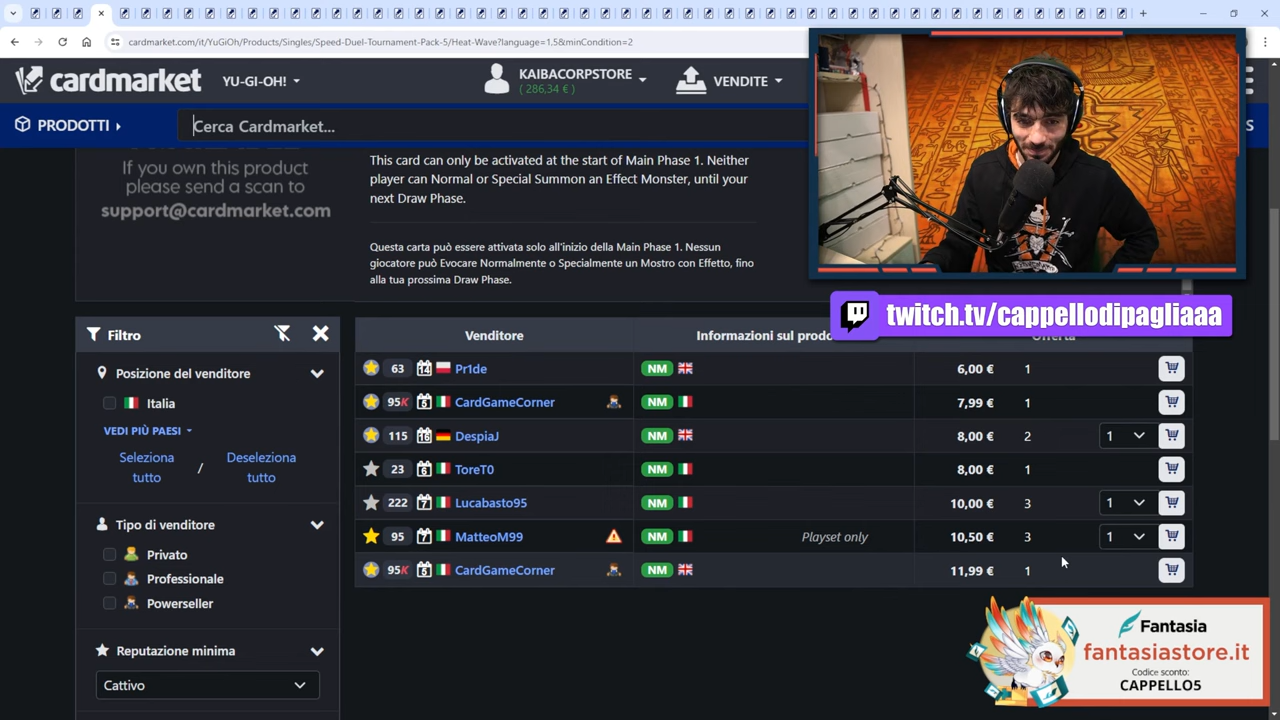 cardmarket.com/it/YuGiOh/Products/Singles/Speed-Duel-Tournament-Pack-5/Heat-Wave?language=1,5&minCondition=2
cardmarket
YU-GI-OH!
KAIBACORPSTORE
( 286,34 € )
VENDITE
PRODOTTI
Cerca Cardmarket...
S
If you own this product
please send a scan to
support@cardmarket.com
This card can only be activated at the start of Main Phase 1. Neither
player can Normal or Special Summon an Effect Monster, until your
next Draw Phase.
Questa carta può essere attivata solo all'inizio della Main Phase 1. Nessun
giocatore può Evocare Normalmente o Specialmente un Mostro con Effetto, fino
alla tua prossima Draw Phase.
twitch.tv/cappellodipagliaaa
Filtro
Posizione del venditore
Italia
VEDI PIÙ PAESI
Seleziona
tutto
/
Deseleziona
tutto
Tipo di venditore
Privato
Professionale
Powerseller
Reputazione minima
Cattivo
Venditore
Informazioni sul prodo
Offerta
63 14 Pr1de NM 6,00 € 1
95K 5 CardGameCorner NM 7,99 € 1
115 16 DespiaJ NM 8,00 € 2 1
23 6 ToreT0 NM 8,00 € 1
222 7 Lucabasto95 NM 10,00 € 3 1
95 7 MatteoM99 NM Playset only 10,50 € 3 1
95K 5 CardGameCorner NM 11,99 € 1
Fantasia
fantasiastore.it
Codice sconto:
CAPPELLO5